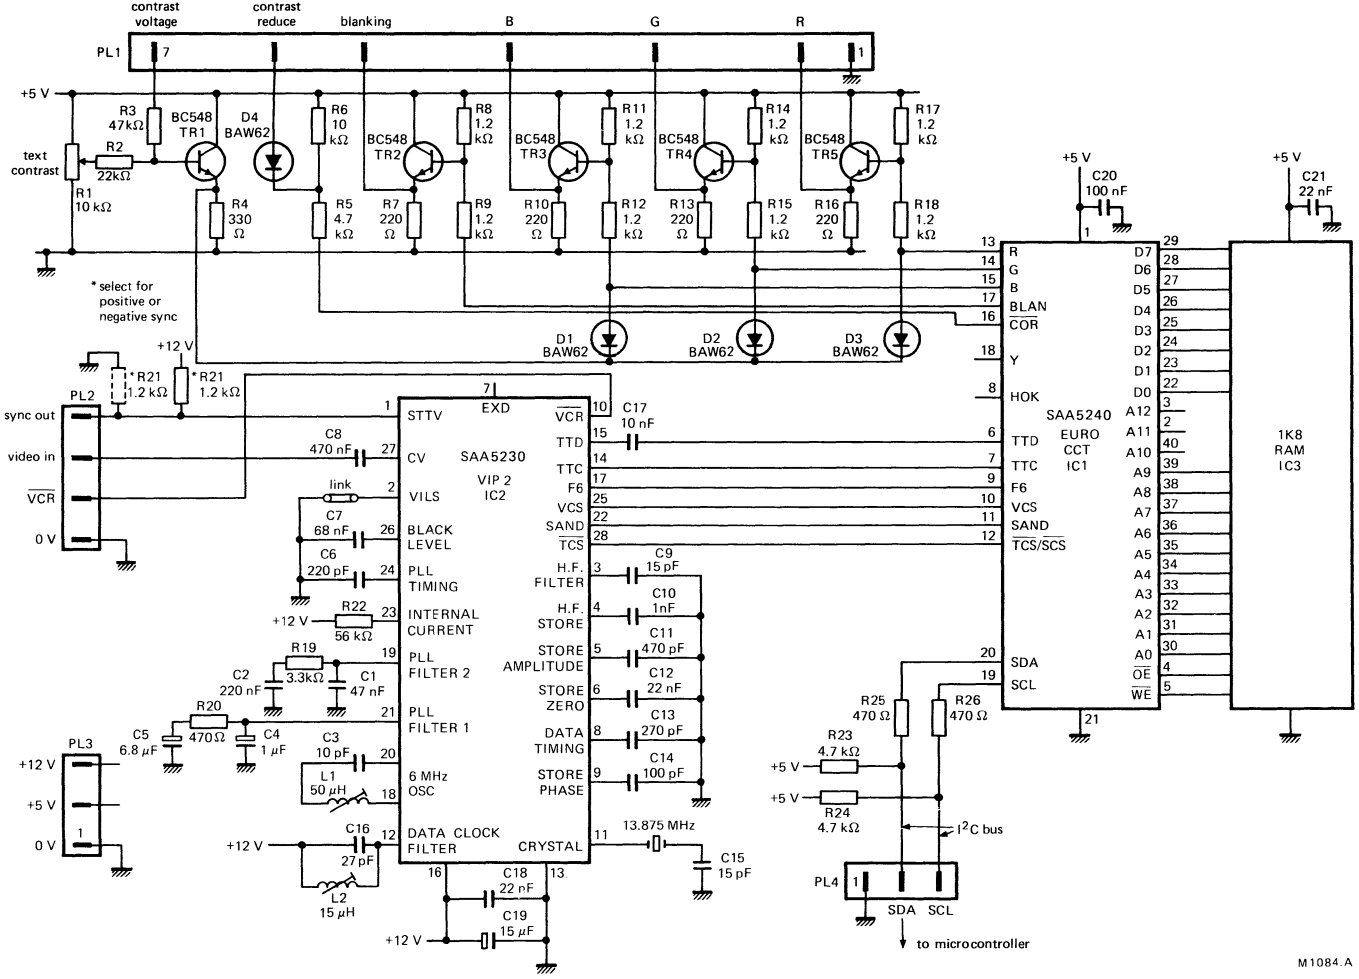 contrast voltage
contrast reduce
blanking
B
G
R
PL1
7
1
+5 V
R3
47kΩ
BC548
TR1
D4
BAW62
R6
10
kΩ
BC548
TR2
R8
1.2
kΩ
BC548
TR3
R11
1.2
kΩ
BC548
TR4
R14
1.2
kΩ
BC548
TR5
R17
1.2
kΩ
text
contrast
R2
22kΩ
R1
10 kΩ
R4
330
Ω
R5
4.7
kΩ
R7
220
Ω
R9
1.2
kΩ
R10
220
Ω
R12
1.2
kΩ
R13
220
Ω
R15
1.2
kΩ
R16
220
Ω
R18
1.2
kΩ
+5 V
C20
100 nF
1
+5 V
C21
22 nF
* select for
positive or
negative sync
D1
BAW62
D2
BAW62
D3
BAW62
13 R
14 G
15 B
17 BLAN
16 COR
18 Y
8 HOK
6 TTD
7 TTC
9 F6
10 VCS
11 SAND
12 TCS/SCS
20 SDA
19 SCL
21
SAA5240
EURO
CCT
IC1
D7 29
D6 28
D5 27
D4 26
D3 25
D2 24
D1 23
D0 22
A12 3
A11 2
A10 40
A9 39
A8 38
A7 37
A6 36
A5 35
A4 34
A3 33
A2 32
A1 31
A0 30
OE 4
WE 5
1K8
RAM
IC3
+12 V
*R21
1.2 kΩ
*R21
1.2 kΩ
PL2
sync out
video in
VCR
0 V
C8
470 nF
link
C7
68 nF
C6
220 pF
R22
+12 V
56 kΩ
R19
3.3kΩ
C2
220 nF
C1
47 nF
R20
470Ω
C5
6.8 µF
C4
1 µF
C3
10 pF
L1
50 µH
PL3
+12 V
+5 V
0 V
1
+12 V
C16
27 pF
L2
15 µH
7
EXD
1 STTV
27 CV
2 VILS
26 BLACK
LEVEL
24 PLL
TIMING
23 INTERNAL
CURRENT
19 PLL
FILTER 2
21 PLL
FILTER 1
20
6 MHz
OSC
18
12 DATA CLOCK
FILTER
SAA5230
VIP 2
IC2
VCR 10
TTD 15
TTC 14
F6 17
VCS 25
SAND 22
TCS 28
H.F.
FILTER 3
H.F.
STORE 4
STORE
AMPLITUDE 5
STORE
ZERO 6
DATA
TIMING 8
STORE
PHASE 9
CRYSTAL 11
16
13
C17
10 nF
C9
15 pF
C10
1nF
C11
470 pF
C12
22 nF
C13
270 pF
C14
100 pF
13.875 MHz
C15
15 pF
C18
22 nF
C19
15 µF
+12 V
R25
470 Ω
R26
470 Ω
R23
4.7 kΩ
+5 V
+5 V
R24
4.7 kΩ
I²C bus
PL4
1
SDA SCL
to microcontroller
M1084.A